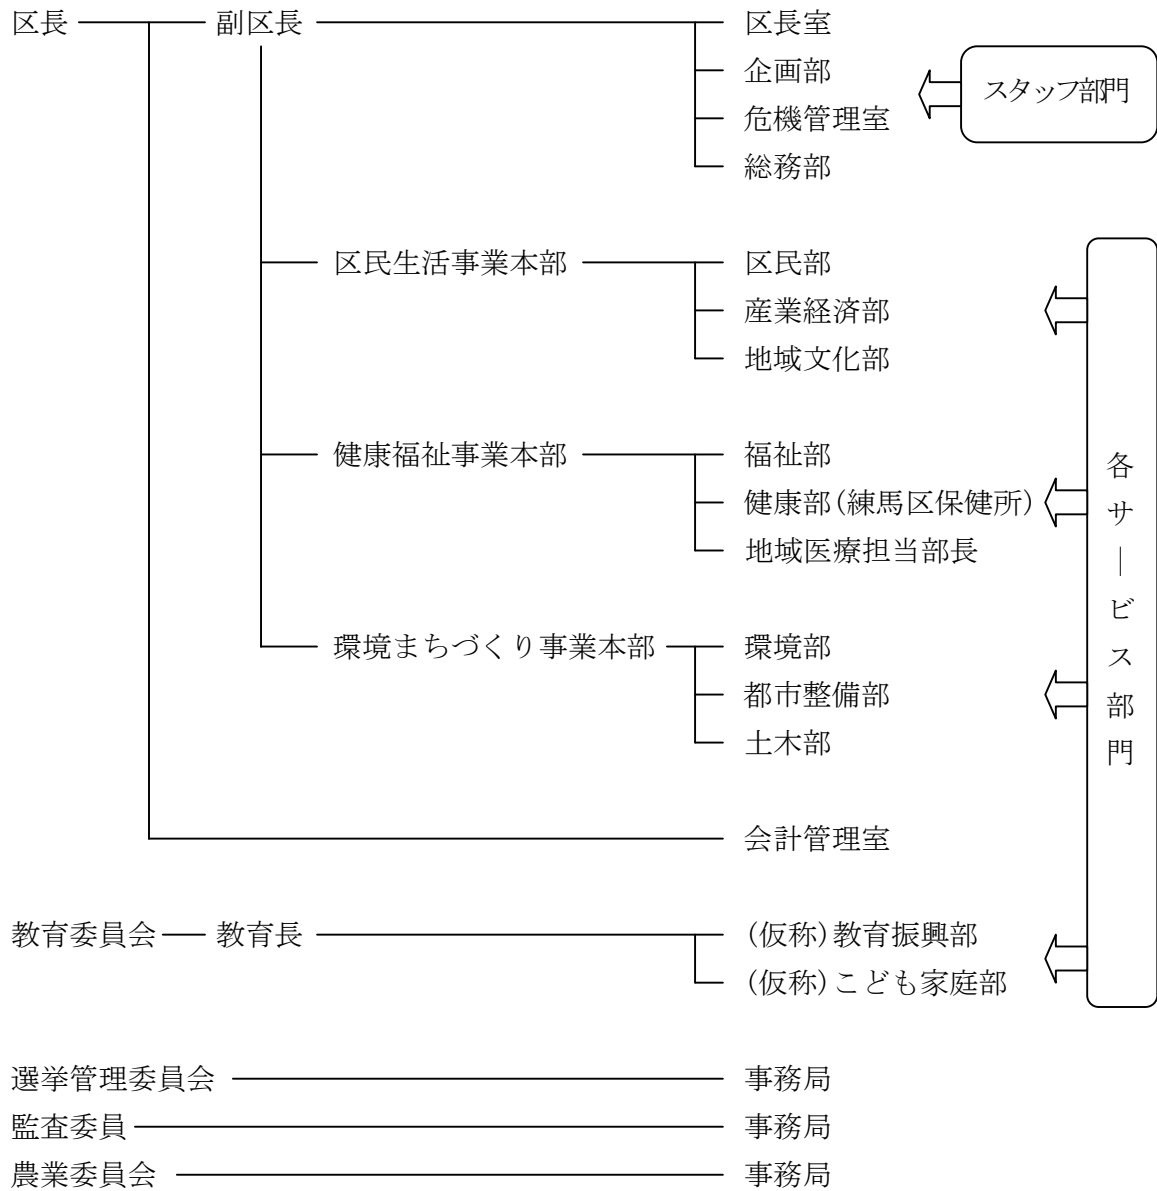 区長 副区長 区長室
企画部
スタッフ部門
危機管理室
総務部
区民生活事業本部 区民部
産業経済部
地域文化部
健康福祉事業本部 福祉部
健康部(練馬区保健所)
地域医療担当部長
環境まちづくり事業本部 環境部
都市整備部
土木部
各サービス部門
会計管理室
教育委員会 教育長 (仮称)教育振興部
(仮称)こども家庭部
選挙管理委員会 事務局
監査委員 事務局
農業委員会 事務局